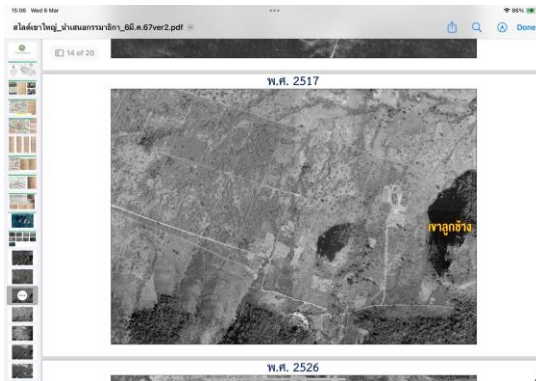 15:06 Wed 6 Mar
86%
สไลด์เขาใหญ่_นำเสนอกรรมาธิกา_6มี.ค.67ver2.pdf
Done
14 of 20
พ.ศ. 2517
เขาลูกช้าง
พ.ศ. 2526